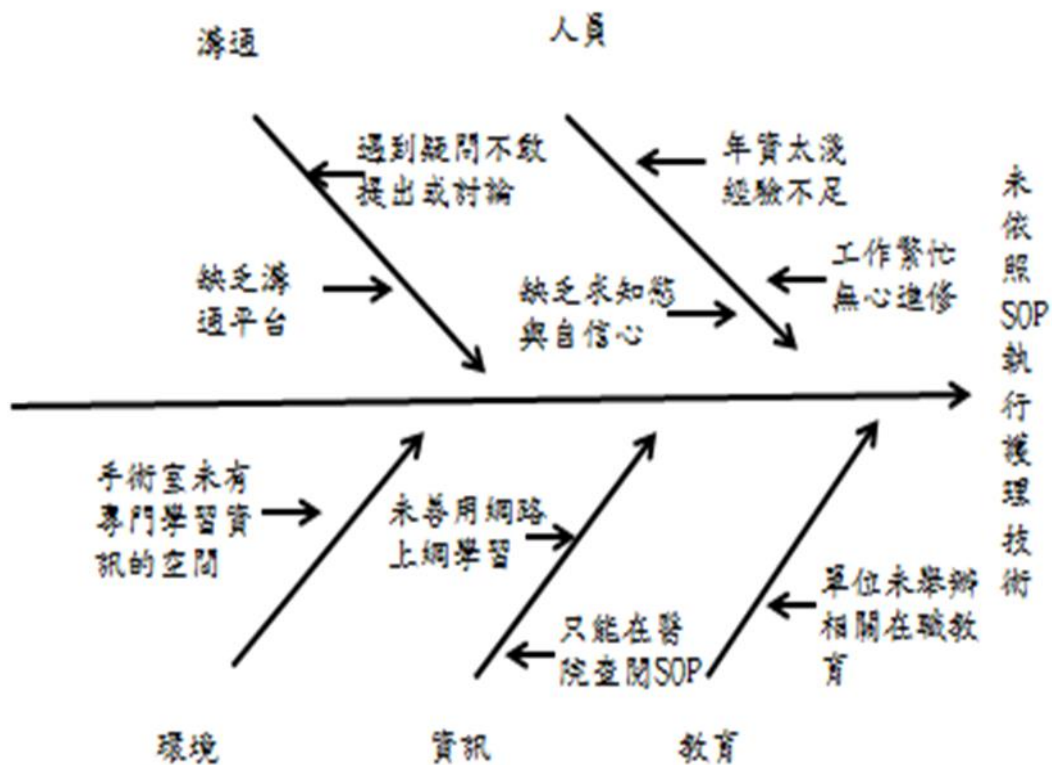 溝通
人員
遇到疑問不敢
提出或討論
年資太淺
經驗不足
缺乏溝
通平台
缺乏求知慾
與自信心
工作繁忙
無心進修
未依照SOP執行護理技術
手術室未有
專門學習資
訊的空間
未善用網路
上網學習
只能在醫
院查閱SOP
單位未舉辦
相關在職教
育
環境
資訊
教育